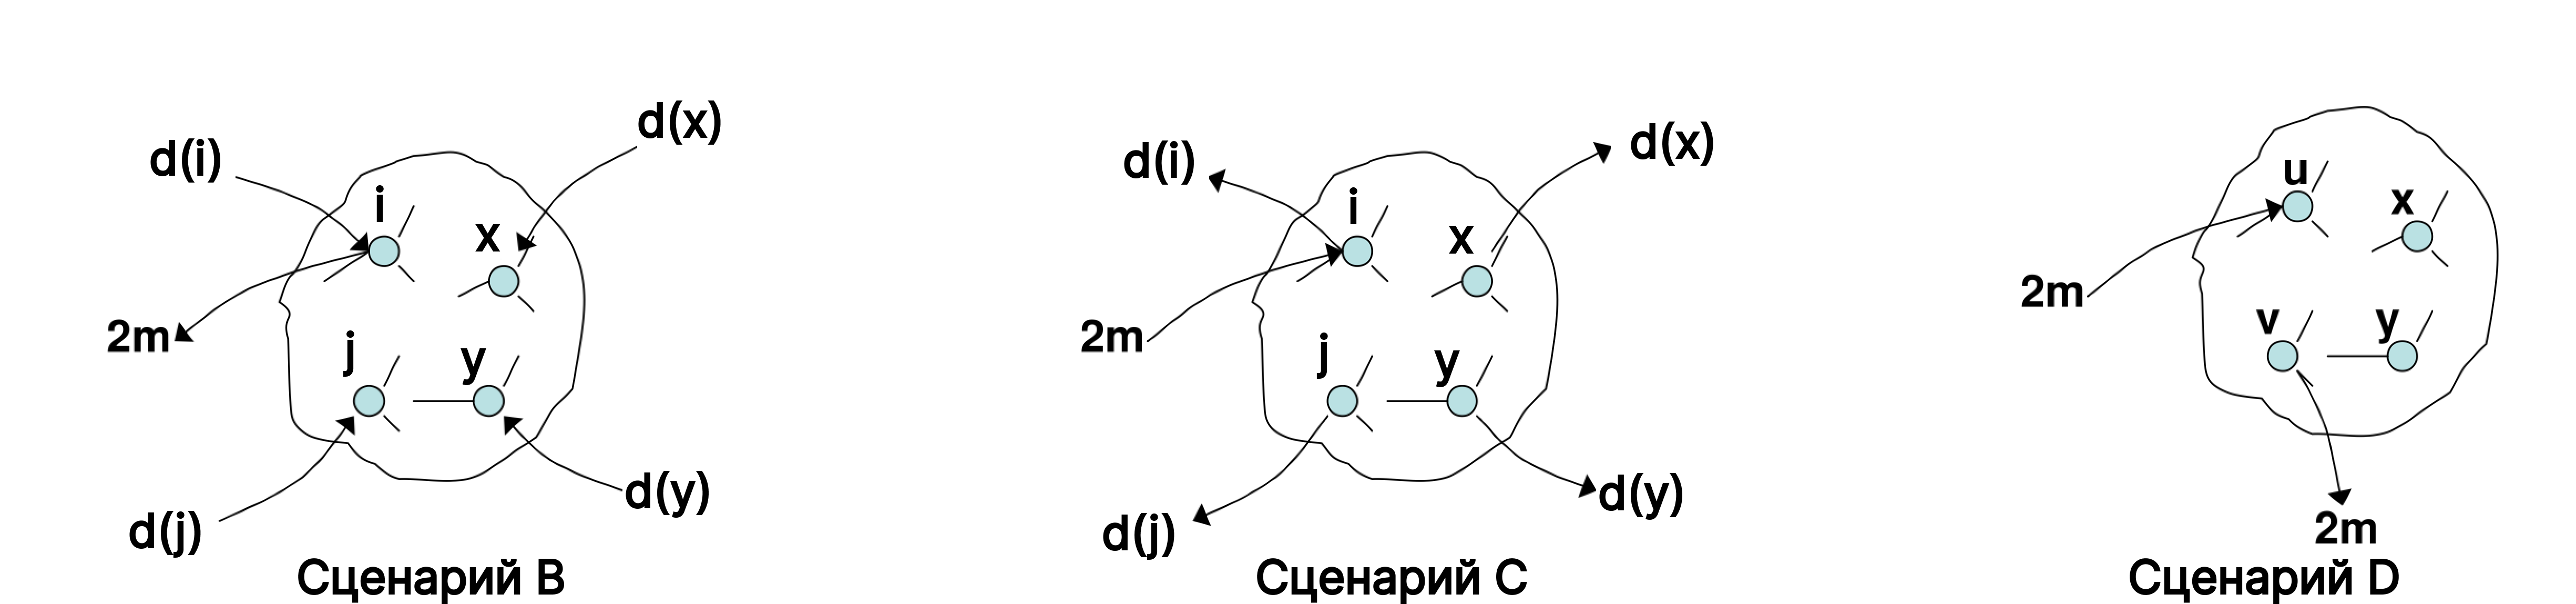 d(i)
d(x)
i
x
2m
j
y
d(j)
d(y)
Сценарий B
d(i)
d(x)
i
x
2m
j
y
d(j)
d(y)
Сценарий C
u
x
2m
v
y
2m
Сценарий D